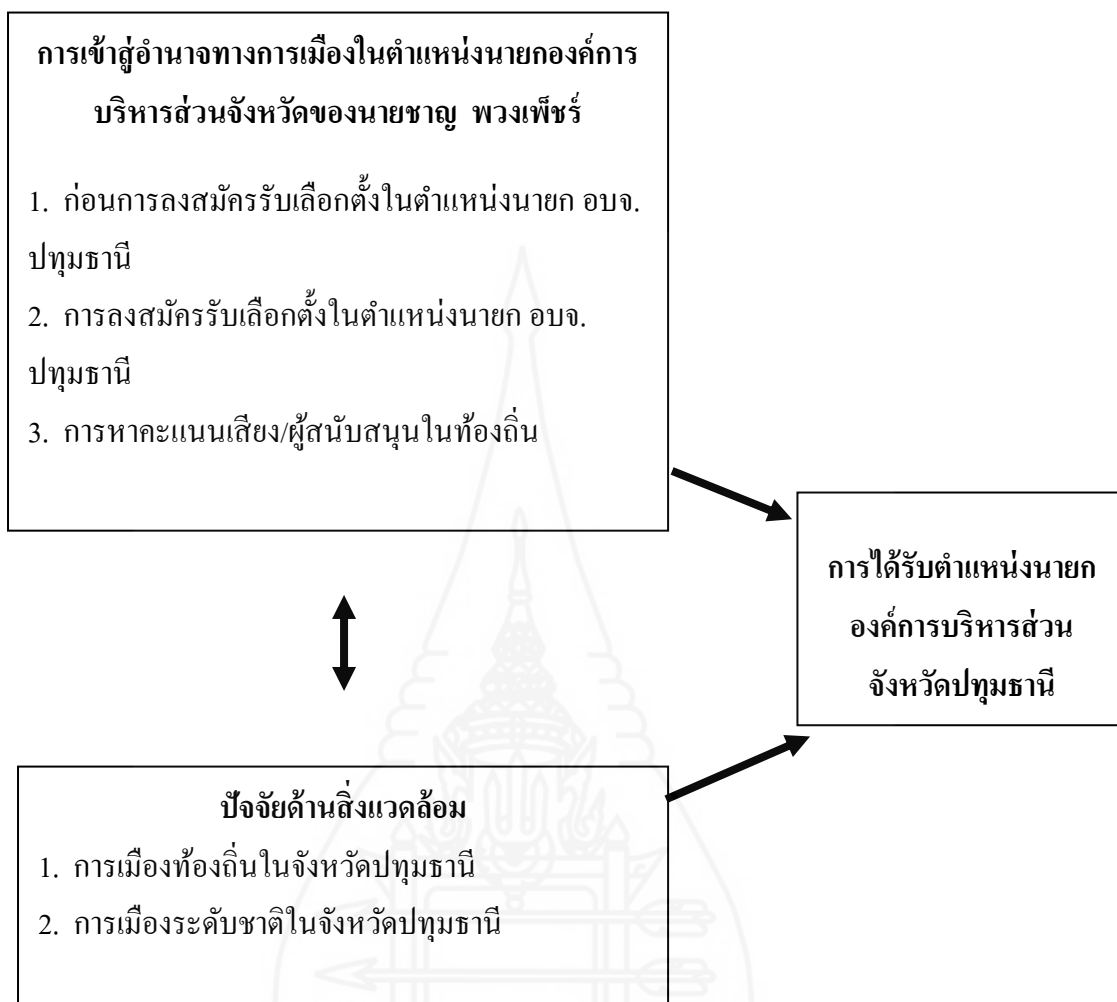 การเข้าสู่อำนาจทางการเมืองในตำแหน่งนายกองค์การ
บริหารส่วนจังหวัดของนายชาญ พวงเพ็ชร์
1. ก่อนการลงสมัครรับเลือกตั้งในตำแหน่งนายก อบจ.
ปทุมธานี
2. การลงสมัครรับเลือกตั้งในตำแหน่งนายก อบจ.
ปทุมธานี
3. การหาคะแนนเสียง/ผู้สนับสนุนในท้องถิ่น
การได้รับตำแหน่งนายก
องค์การบริหารส่วน
จังหวัดปทุมธานี
ปัจจัยด้านสิ่งแวดล้อม
1. การเมืองท้องถิ่นในจังหวัดปทุมธานี
2. การเมืองระดับชาติในจังหวัดปทุมธานี